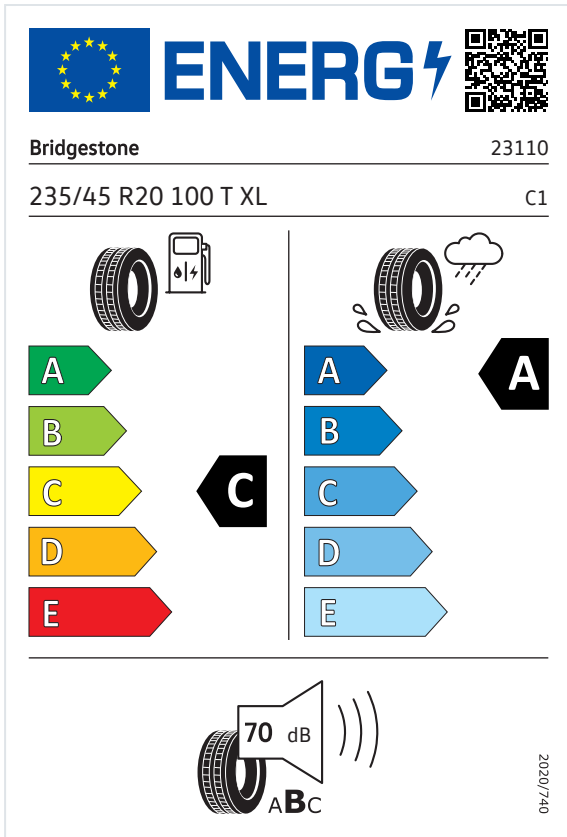 ENERG
Bridgestone 23110
235/45 R20 100 T XL C1
A A A
B B
C C C
D D
E E
70 dB
ABC
2020/740